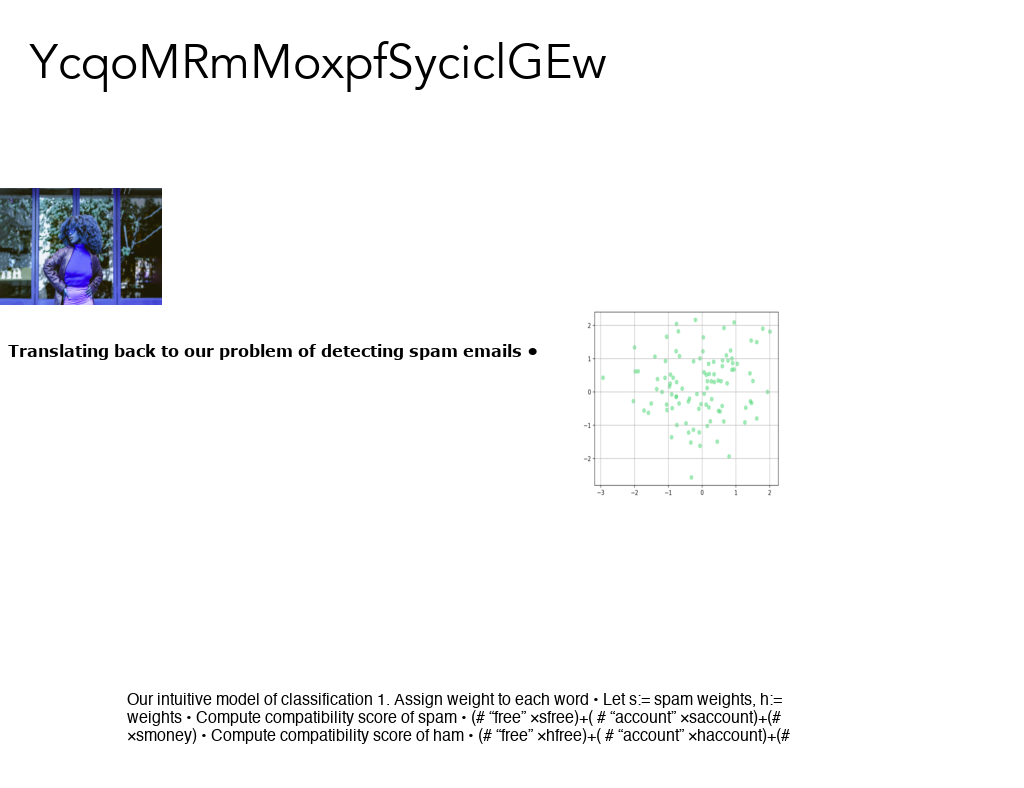 YcqoMRmMoxpfSyciclGEw
Translating back to our problem of detecting spam emails •
2
1
0
−1
−2
−3 −2 −1 0 1 2
Our intuitive model of classification 1. Assign weight to each word • Let s:= spam weights, h:=
weights • Compute compatibility score of spam • (# “free” ×sfree)+( # “account” ×saccount)+(#
×smoney) • Compute compatibility score of ham • (# “free” ×hfree)+( # “account” ×haccount)+(#